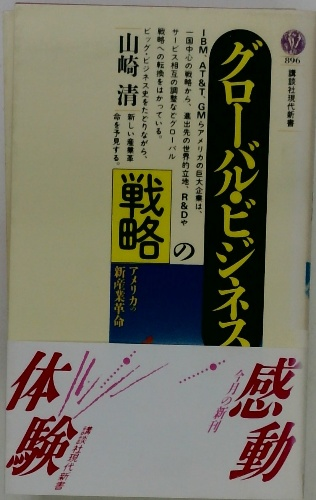 896
講談社現代新書
グローバル・ビジネス
の
戦略
アメリカの
新産業革命
IBM、AT&T、GMらアメリカの巨大企業は、
一国中心の戦略から、進出先の世界的立地、R&Dや
サービス相互の調整などグローバル
戦略への転換をはかっている。
ビッグ・ビジネス史をたどりながら、
新しい産業革
命を予見する。
山崎 清
感動
今月の新刊
体験
講談社現代新書